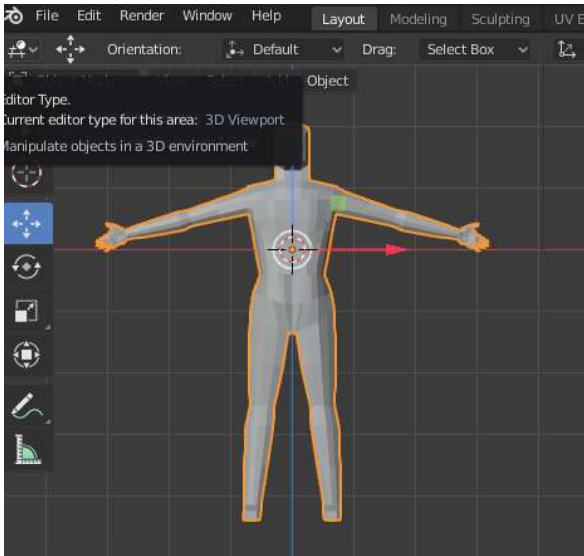 File Edit Render Window Help Layout Modeling Sculpting UV E
Orientation: Default Drag: Select Box
Object
Editor Type.
Current editor type for this area: 3D Viewport
Manipulate objects in a 3D environment